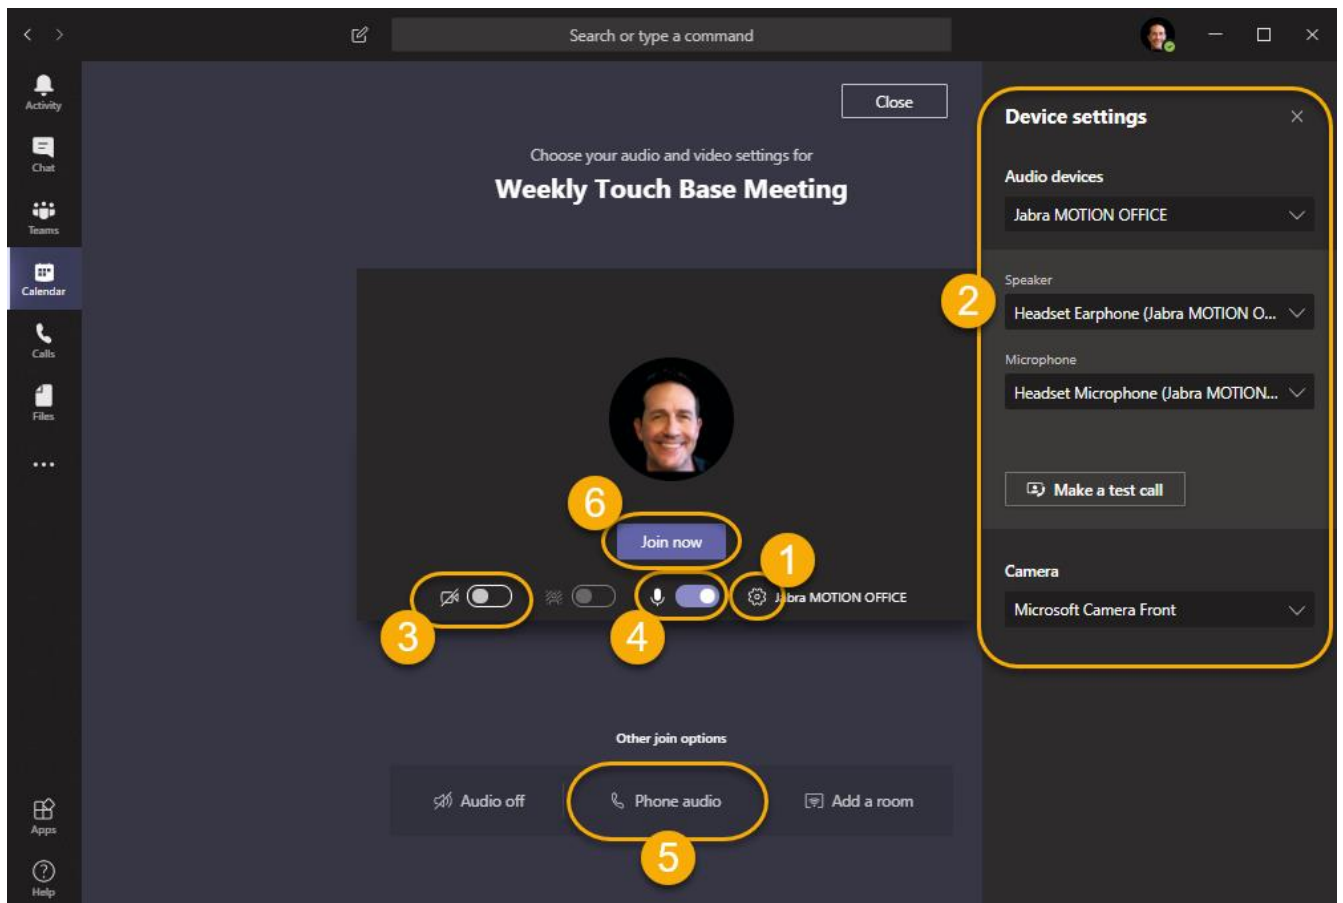 Search or type a command
Activity
Chat
Teams
Calendar
Calls
Files
Apps
Help
Close
Choose your audio and video settings for
Weekly Touch Base Meeting
6
Join now
1
Jabra MOTION OFFICE
3
4
Other join options
Audio off
Phone audio
Add a room
5
Device settings
Audio devices
Jabra MOTION OFFICE
2
Speaker
Headset Earphone (Jabra MOTION O...
Microphone
Headset Microphone (Jabra MOTION...
Make a test call
Camera
Microsoft Camera Front